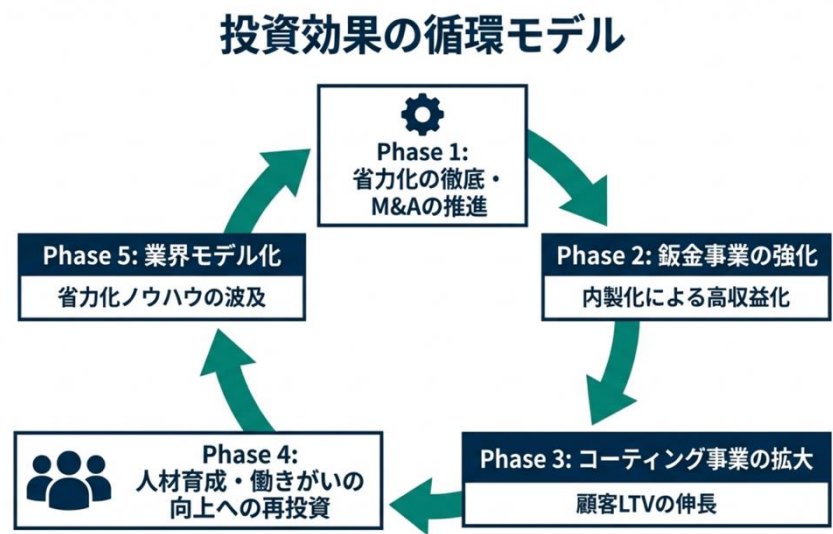 投資効果の循環モデル
Phase 1:
省力化の徹底・
M&Aの推進
Phase 2: 鈑金事業の強化
内製化による高収益化
Phase 3: コーティング事業の拡大
顧客LTVの伸長
Phase 4:
人材育成・働きがいの
向上への再投資
Phase 5: 業界モデル化
省力化ノウハウの波及